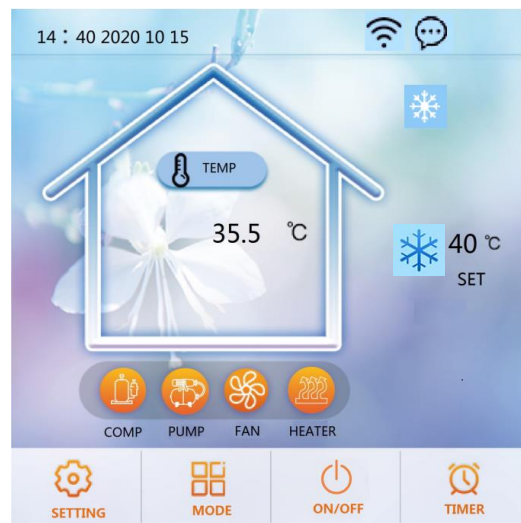 14：40 2020 10 15
TEMP
35.5 ℃
40 ℃
SET
COMP PUMP FAN HEATER
SETTING MODE ON/OFF TIMER